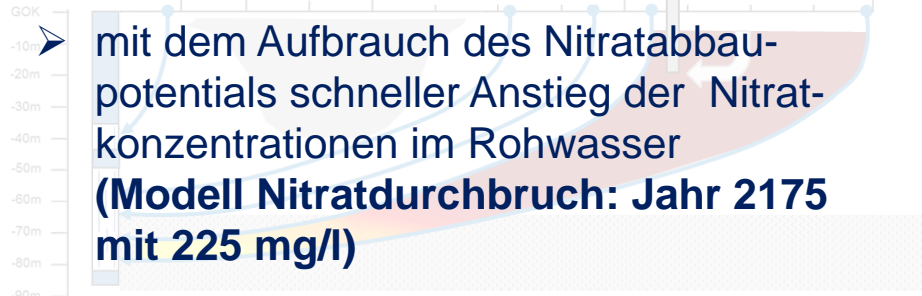 GOK
-10m
➢ mit dem Aufbrauch des Nitratabbau-
-20m
potentials schneller Anstieg der Nitrat-
-30m
konzentrationen im Rohwasser
-40m
-50m
(Modell Nitratdurchbruch: Jahr 2175
-60m
-70m
mit 225 mg/l)
-80m
-90m